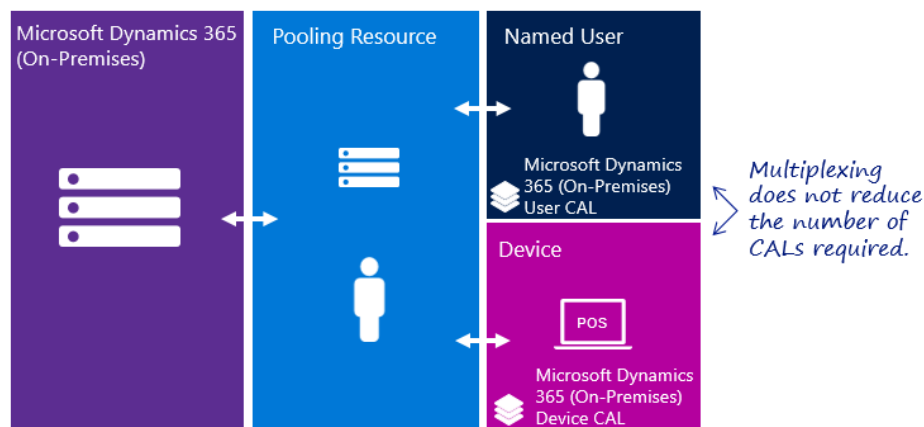 Microsoft Dynamics 365
(On-Premises)
Pooling Resource
Named User
Microsoft Dynamics
365 (On-Premises)
User CAL
Device
POS
Microsoft Dynamics
365 (On-Premises)
Device CAL
Multiplexing
does not reduce
the number of
CALs required.